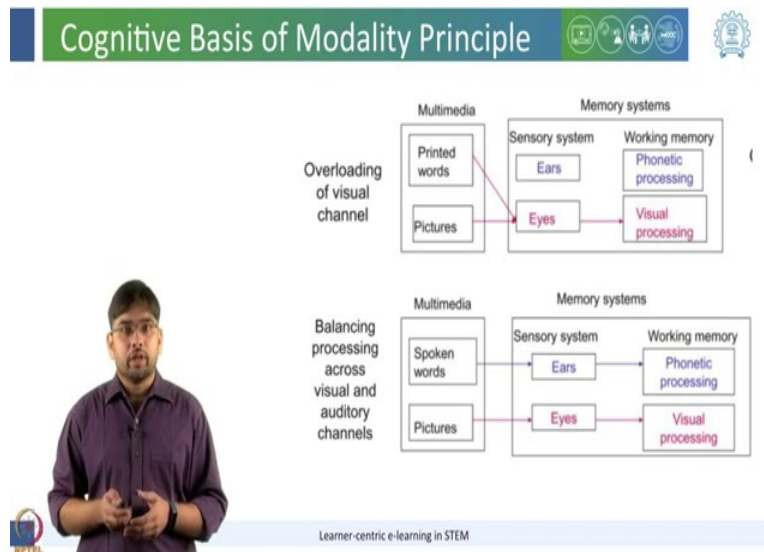 Cognitive Basis of Modality Principle
Overloading
of visual
channel
Multimedia
Memory systems
Printed
words
Pictures
Sensory system
Working memory
Ears
Phonetic
processing
Eyes
Visual
processing
Balancing
processing
across
visual and
auditory
channels
Multimedia
Memory systems
Spoken
words
Pictures
Sensory system
Working memory
Ears
Phonetic
processing
Eyes
Visual
processing
NPTEL
Learner-centric e-learning in STEM